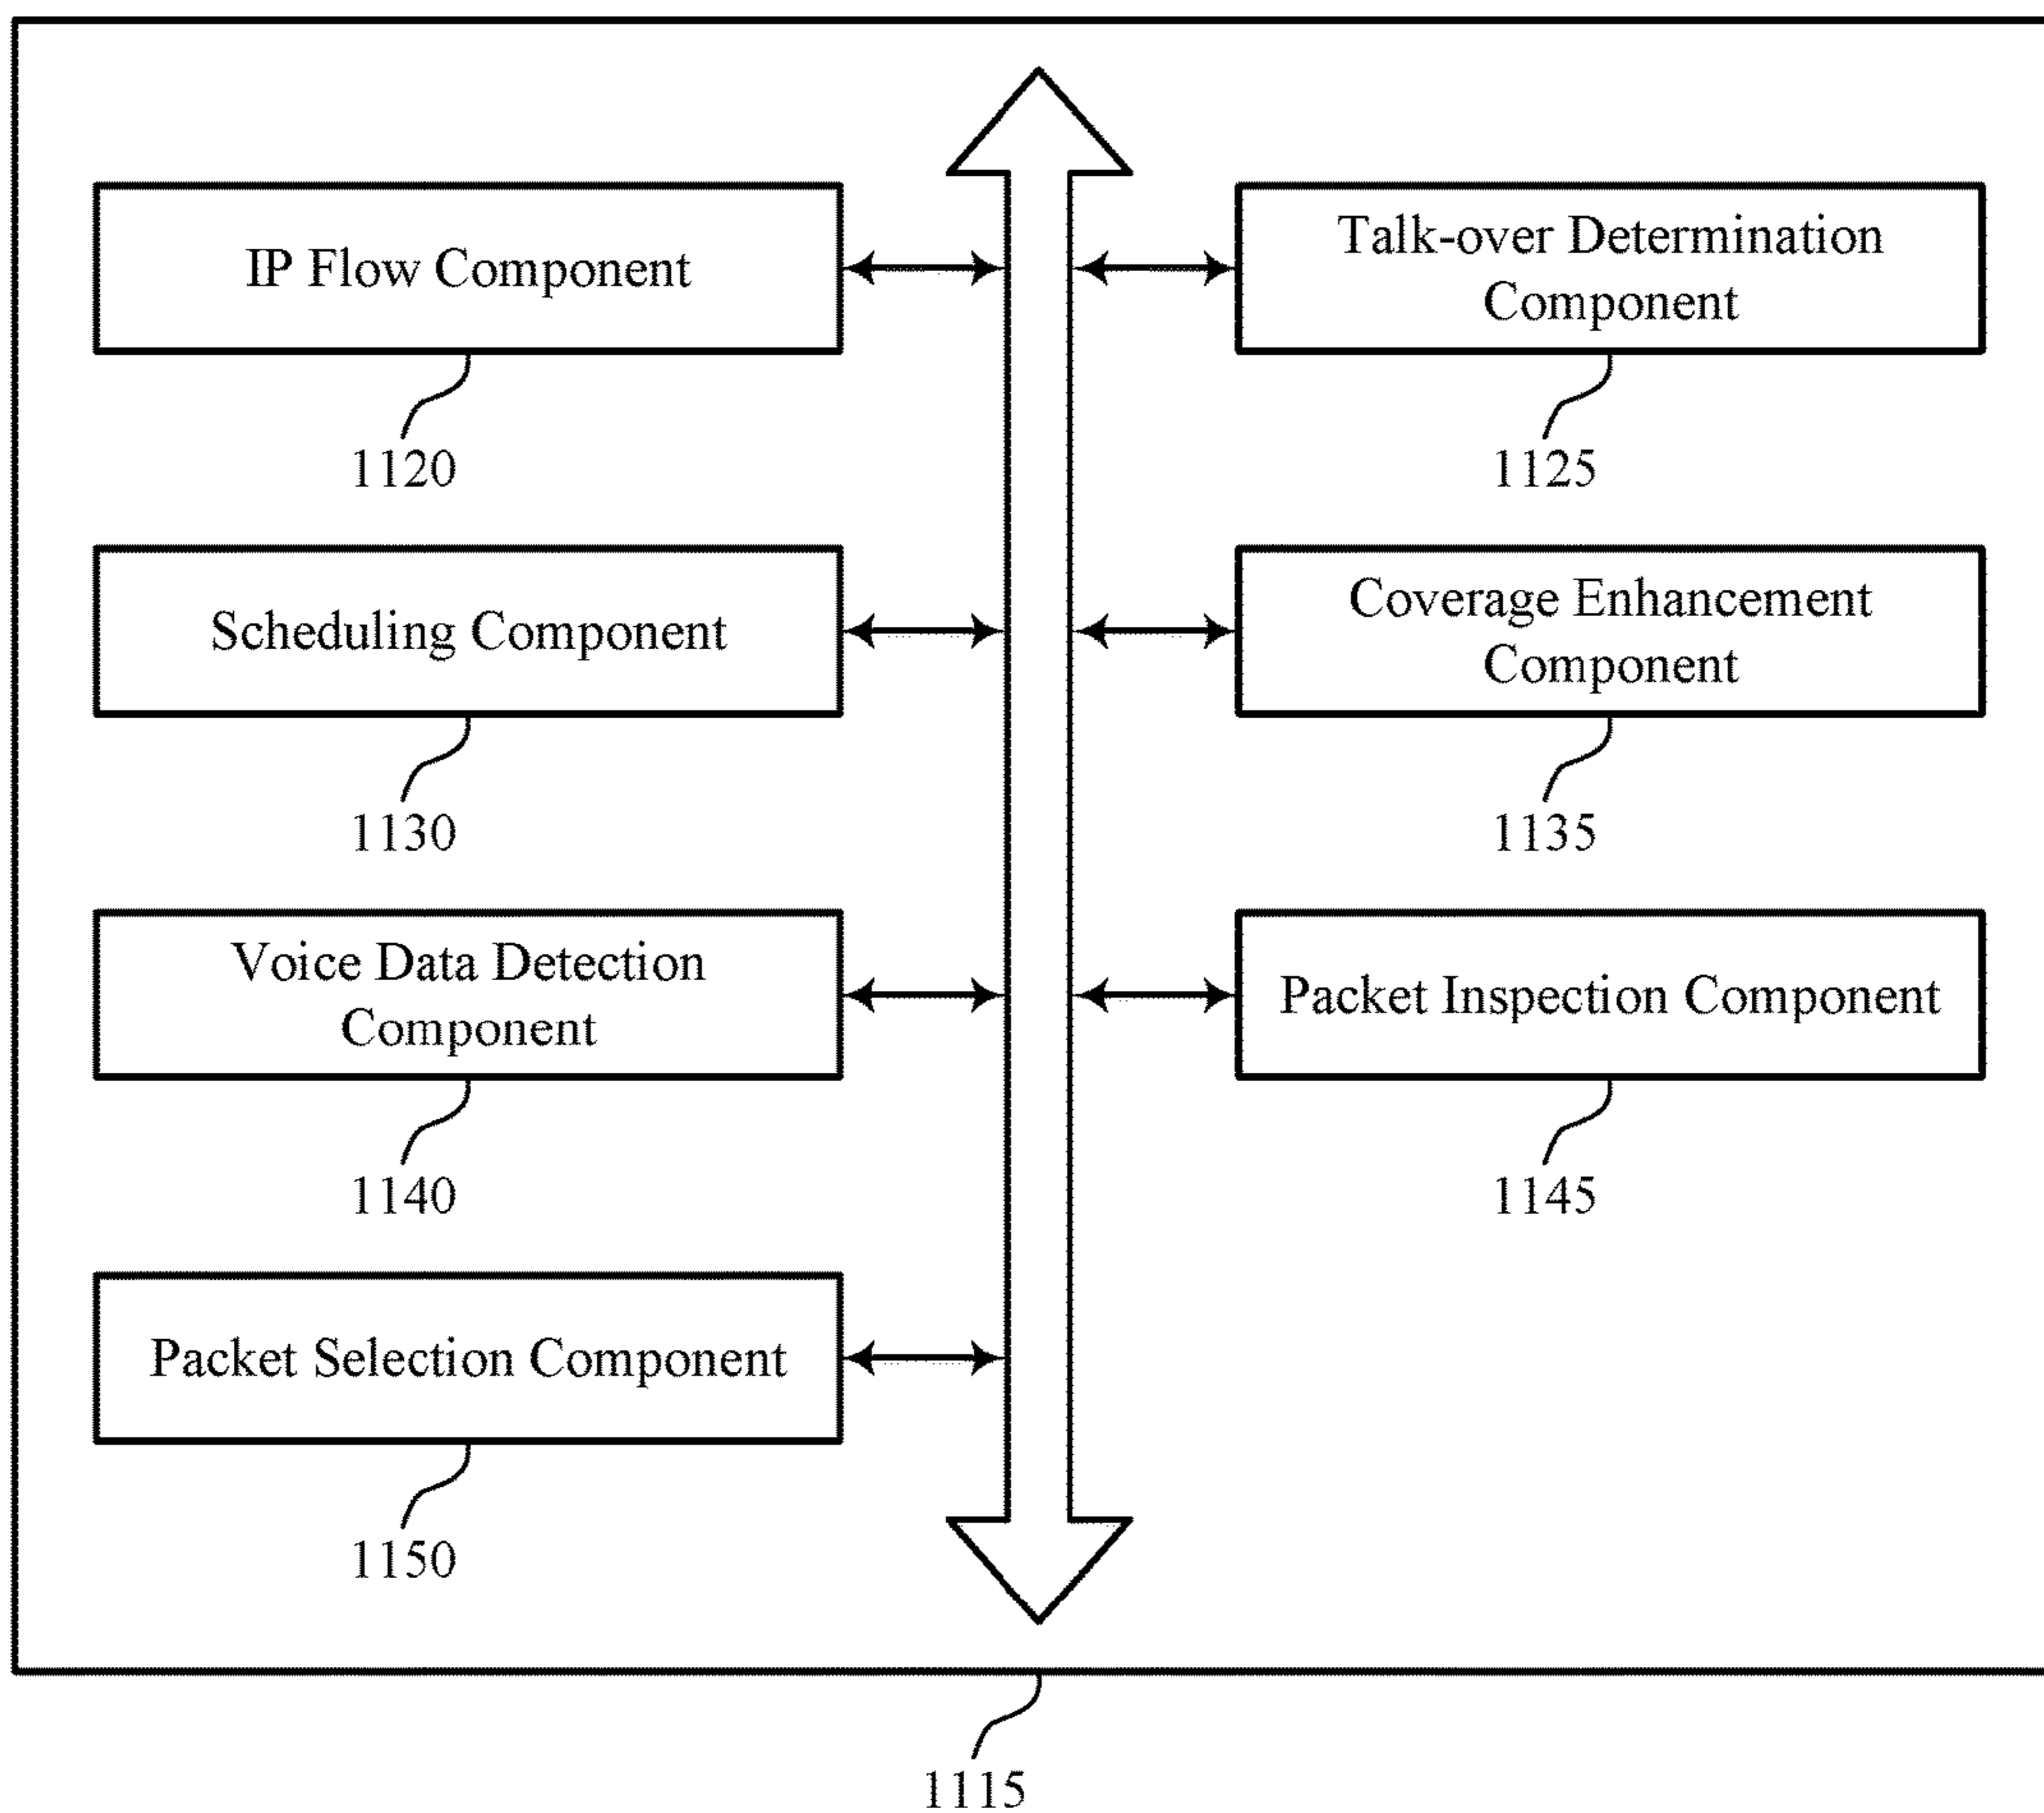 IP Flow Component
1120
Talk-over Determination
Component
1125
Scheduling Component
1130
Coverage Enhancement
Component
1135
Voice Data Detection
Component
1140
Packet Inspection Component
1145
Packet Selection Component
1150
1115